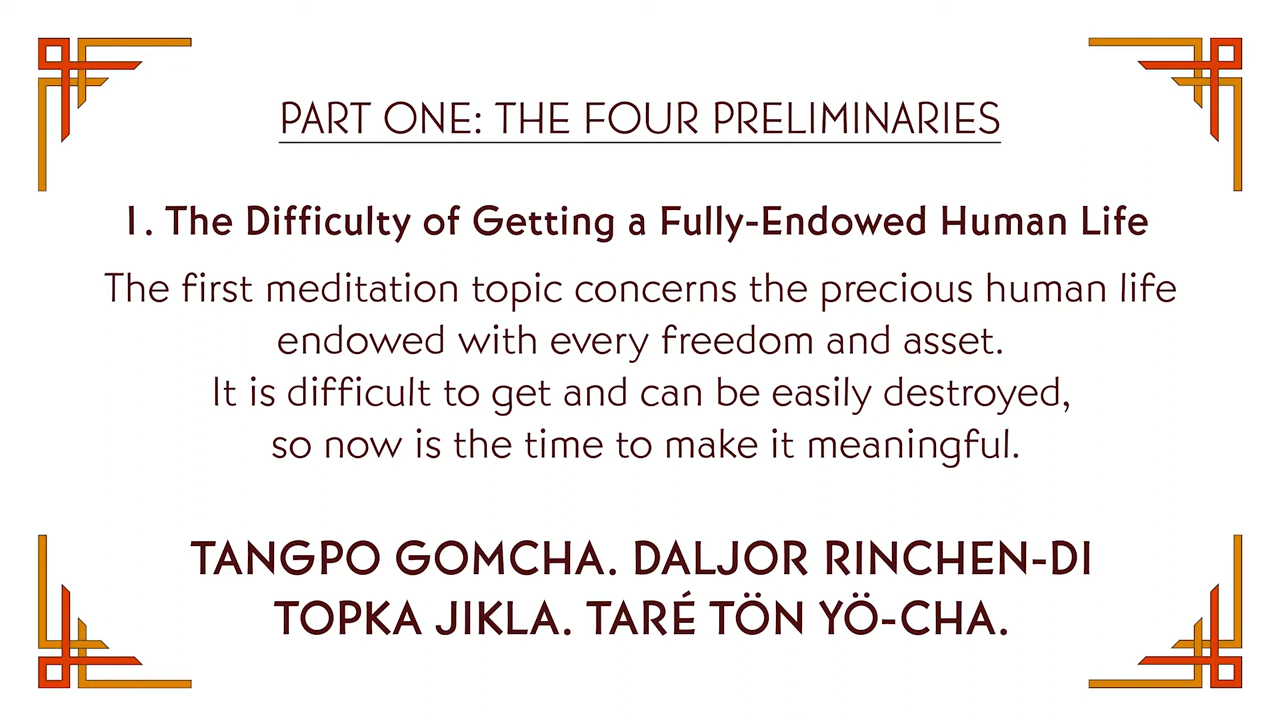 PART ONE: THE FOUR PRELIMINARIES
1. The Difficulty of Getting a Fully-Endowed Human Life
The first meditation topic concerns the precious human life
endowed with every freedom and asset.
It is difficult to get and can be easily destroyed,
so now is the time to make it meaningful.
TANGPO GOMCHA. DALJOR RINCHEN-DI
TOPKA JIKLA. TARÉ TÖN YÖ-CHA.